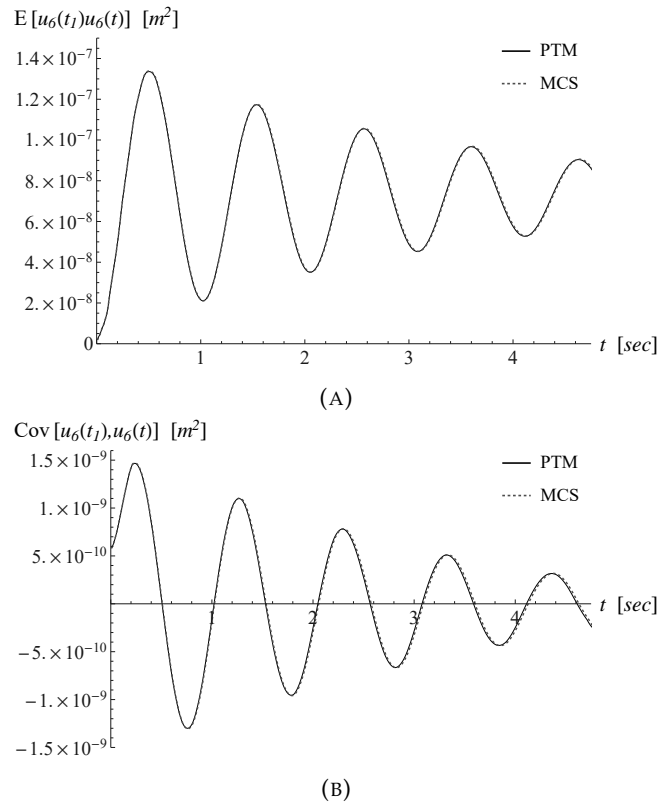 E [u₆(t₁)u₆(t)] [m²]
1.4×10⁻⁷
1.2×10⁻⁷
1.×10⁻⁷
8.×10⁻⁸
6.×10⁻⁸
4.×10⁻⁸
2.×10⁻⁸
0
1 2 3 4
t [sec]
PTM
MCS
(A)
Cov [u₆(t₁),u₆(t)] [m²]
1.5×10⁻⁹
1.×10⁻⁹
5.×10⁻¹⁰
−5.×10⁻¹⁰
−1.×10⁻⁹
−1.5×10⁻⁹
1 2 3 4
t [sec]
PTM
MCS
(B)